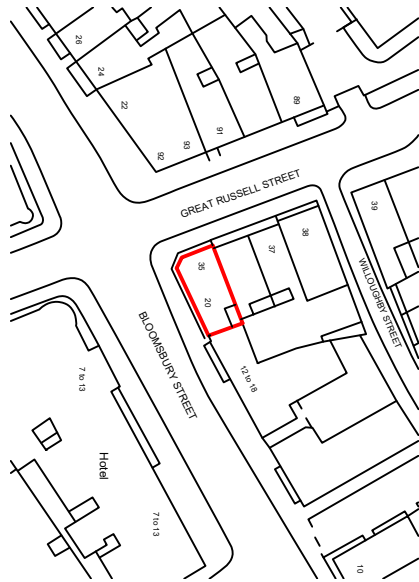 26
24
22
92
93
91
89
GREAT RUSSELL STREET
39
38
37
35
20
WILLOUGHBY STREET
BLOOMSBURY STREET
12 to 18
7 to 13
Hotel
7 to 13
10